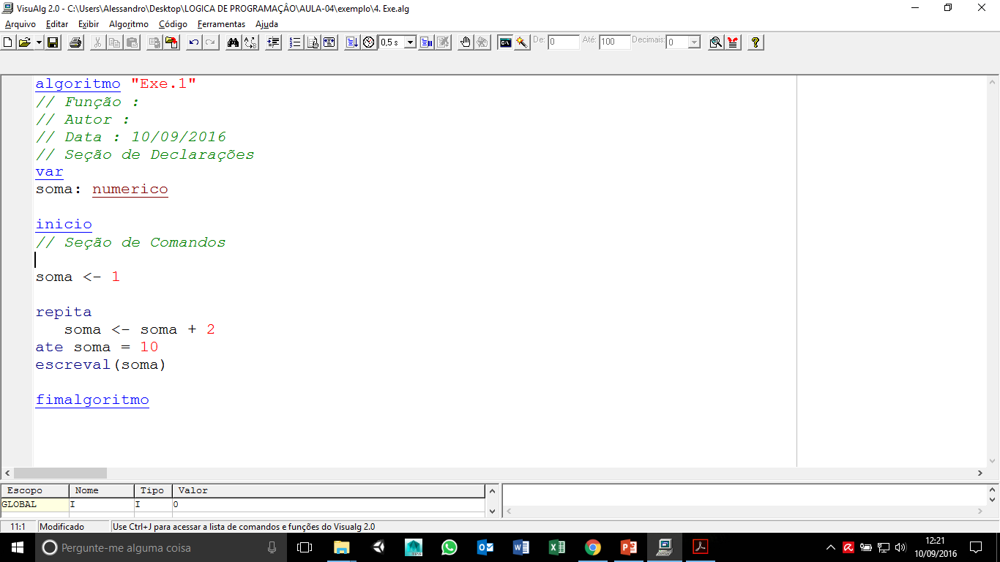 VisuAlg 2.0 - C:\Users\Alessandro\Desktop\LOGICA DE PROGRAMAÇÂO\AULA-04\exemplo\4. Exe.alg
Arquivo Editar Exibir Algoritmo Código Ferramentas Ajuda
0,5 s De: 0 Até: 100 Decimais: 0
algoritmo "Exe.1"
// Função :
// Autor :
// Data : 10/09/2016
// Seção de Declarações
var
soma: numerico
inicio
// Seção de Comandos
soma <- 1
repita
soma <- soma + 2
ate soma = 10
escreval(soma)
fimalgoritmo
Escopo Nome Tipo Valor
GLOBAL I I 0
11:1 Modificado Use Ctrl+J para acessar a lista de comandos e funções do Visualg 2.0
Pergunte-me alguma coisa
12:21
10/09/2016